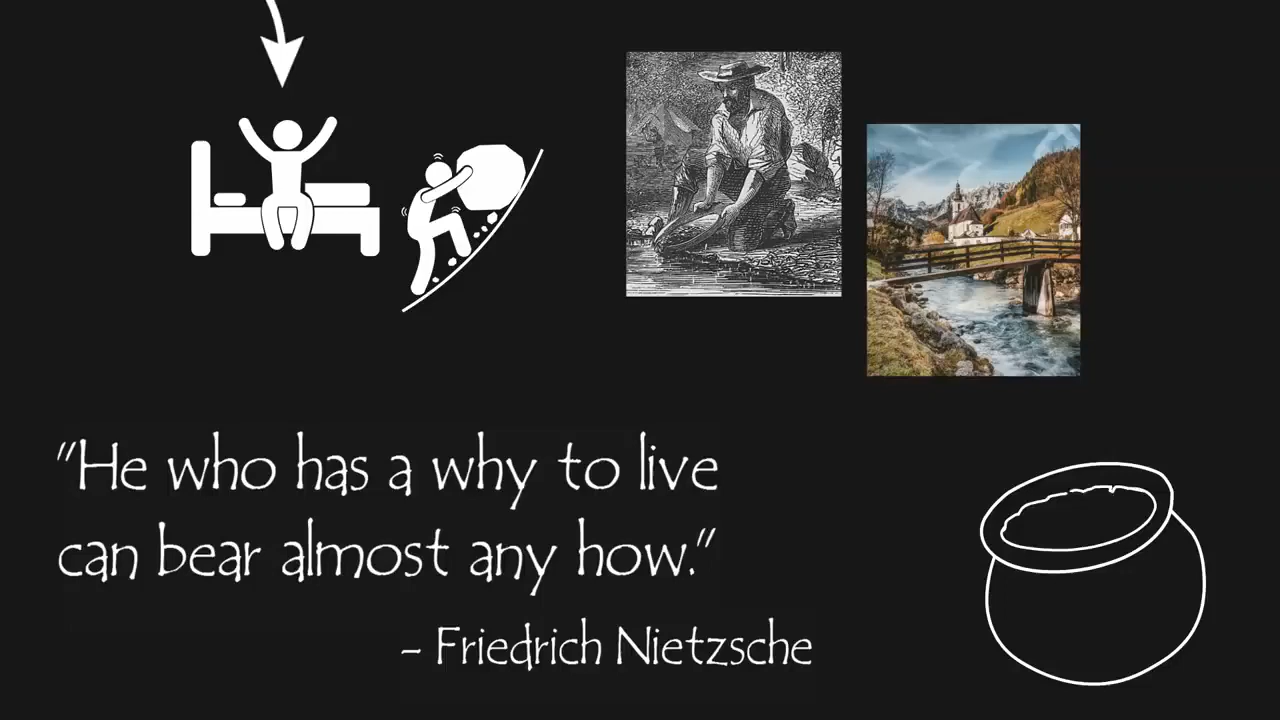 "He who has a why to live
can bear almost any how."
- Friedrich Nietzsche